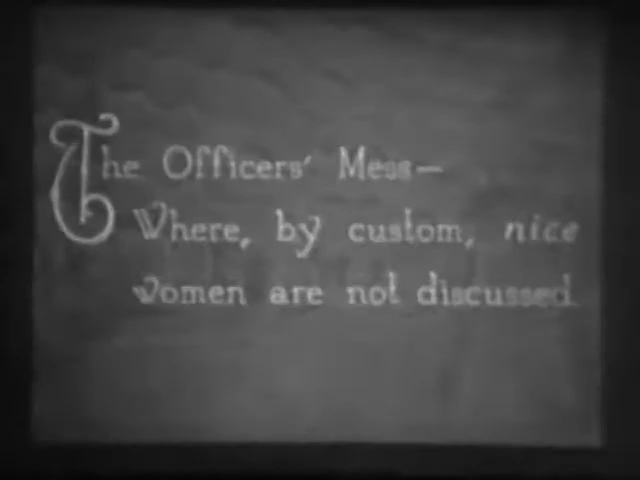 The Officers' Mess—
Where, by custom, nice
women are not discussed.